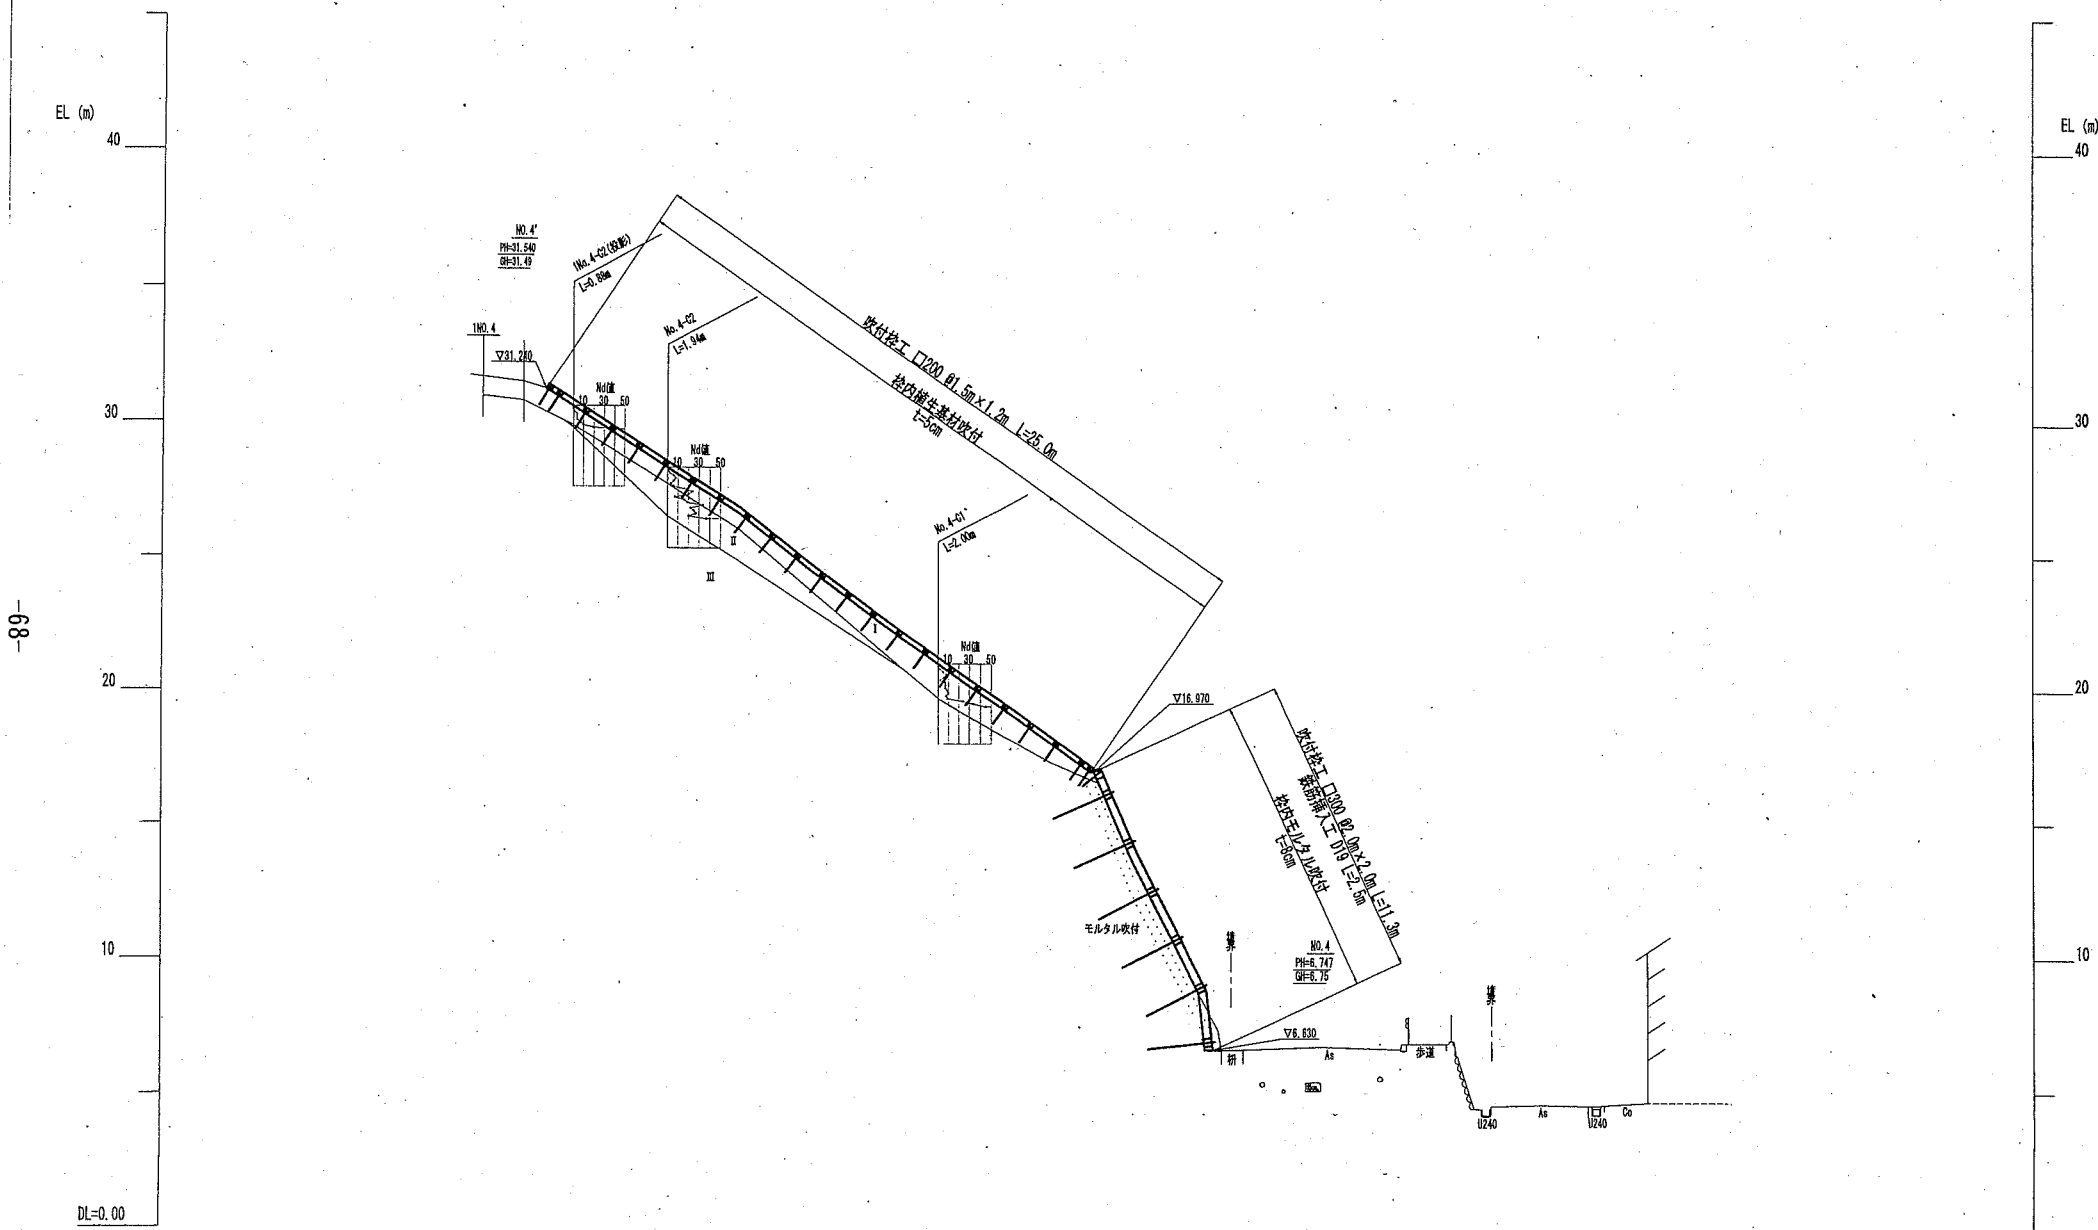 EL (m)
40
30
20
10
DL=0.00
-68-
NO.4'
PH=31.540
GH=31.49
1NO.4
▽31.240
1No.4-C2(投影)
L=0.88m
Nd値
10 30 50
No.4-C2
L=1.94m
Nd値
10 30 50
II
III
I
No.4-C1'
L=2.00m
Nd値
10 30 50
吹付枠工 □200 @1.5m×1.2m L=25.0m
枠内植生基材吹付
t=5cm
▽16.970
吹付枠工 □300 @2.0m×2.0m L=11.3m
鉄筋挿入工 D19 L=2.5m
枠内モルタル吹付
t=8cm
モルタル吹付
NO.4
PH=6.747
GH=6.75
▽6.630
As
歩道
U240
As
U240
Co
EL (m)
40
30
20
10